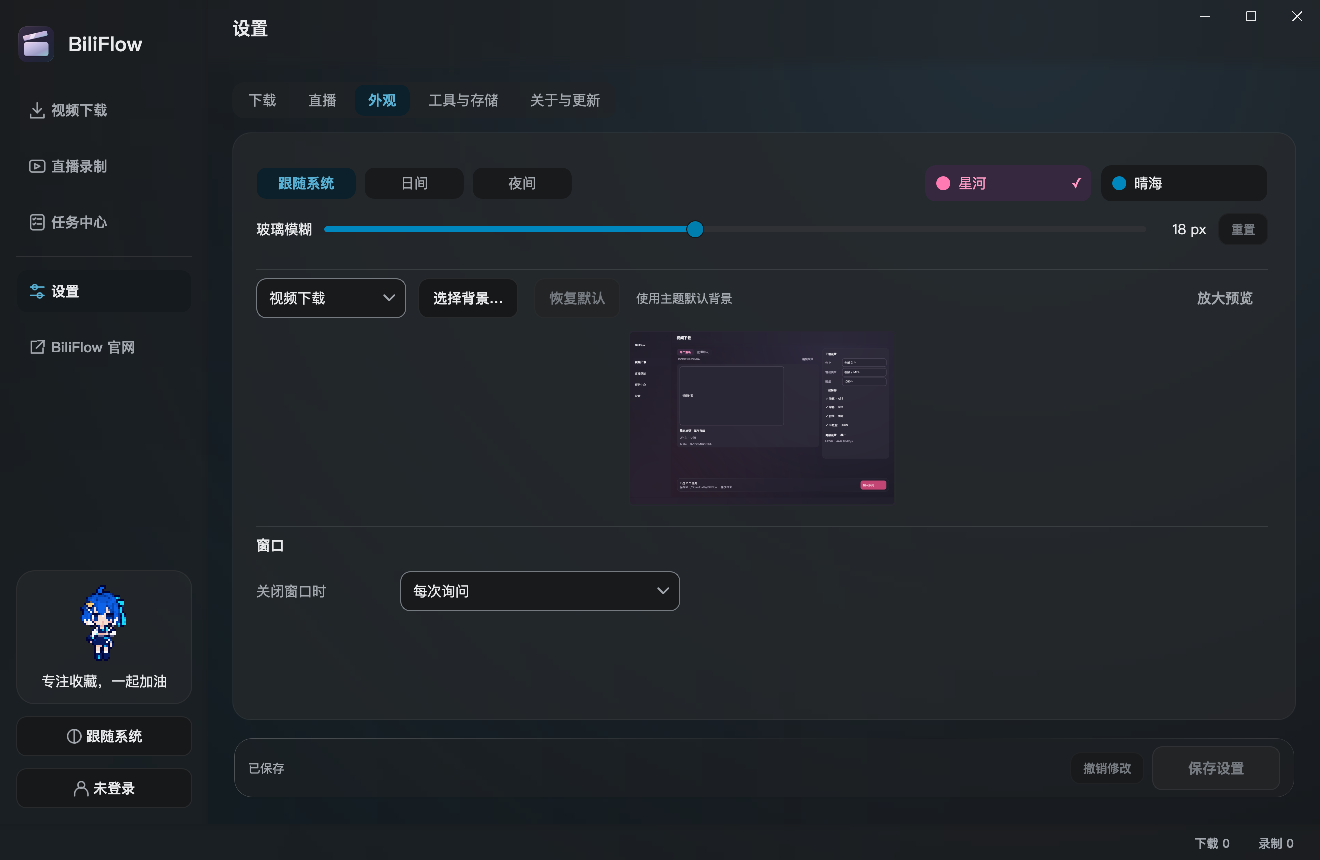 BiliFlow
设置
视频下载
直播录制
任务中心
设置
BiliFlow 官网
下载 直播 外观 工具与存储 关于与更新
跟随系统 日间 夜间 星河 晴海
玻璃模糊 18 px 重置
视频下载 选择背景... 恢复默认 使用主题默认背景 放大预览
窗口
关闭窗口时 每次询问
专注收藏，一起加油
跟随系统
未登录
已保存 撤销修改 保存设置
下载 0 录制 0